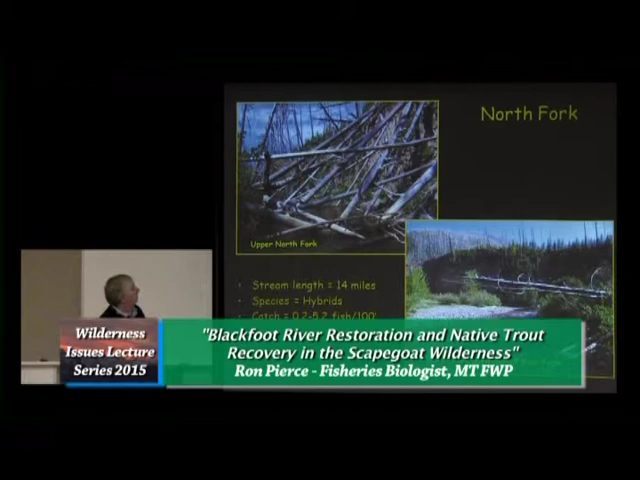 North Fork
Upper North Fork
Stream length = 14 miles
Species = Hybrids
Catch = 0.2-5.2 fish/100'
Wilderness
Issues Lecture
Series 2015
"Blackfoot River Restoration and Native Trout
Recovery in the Scapegoat Wilderness"
Ron Pierce - Fisheries Biologist, MT FWP